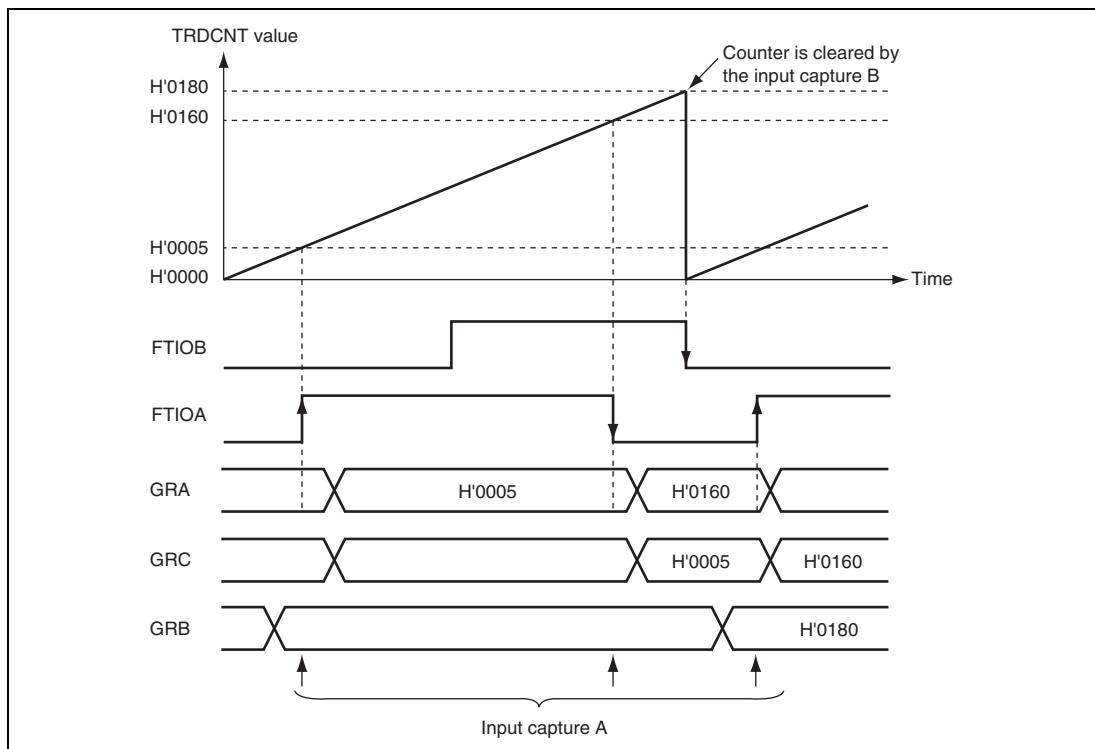 TRDCNT value
Counter is cleared by
the input capture B
H'0180
H'0160
H'0005
H'0000
Time
FTIOB
FTIOA
GRA
H'0005
H'0160
GRC
H'0005
H'0160
GRB
H'0180
Input capture A